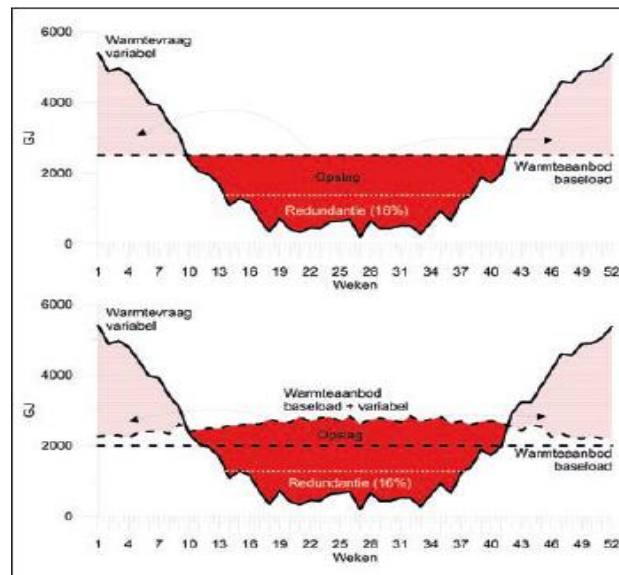 6000
Warmtevraag
variabel
4000
GJ
2000
Warmteaanbod
baseload
Opslag
Redundantie (16%)
0
1 4 7 10 13 16 19 22 25 28 31 34 37 40 43 46 49 52
Weken
6000
Warmtevraag
variabel
4000
GJ
Warmteaanbod
baseload + variabel
Opslag
2000
Warmteaanbod
baseload
Redundantie (16%)
0
1 4 7 10 13 16 19 22 25 28 31 34 37 40 43 46 49 52
Weken